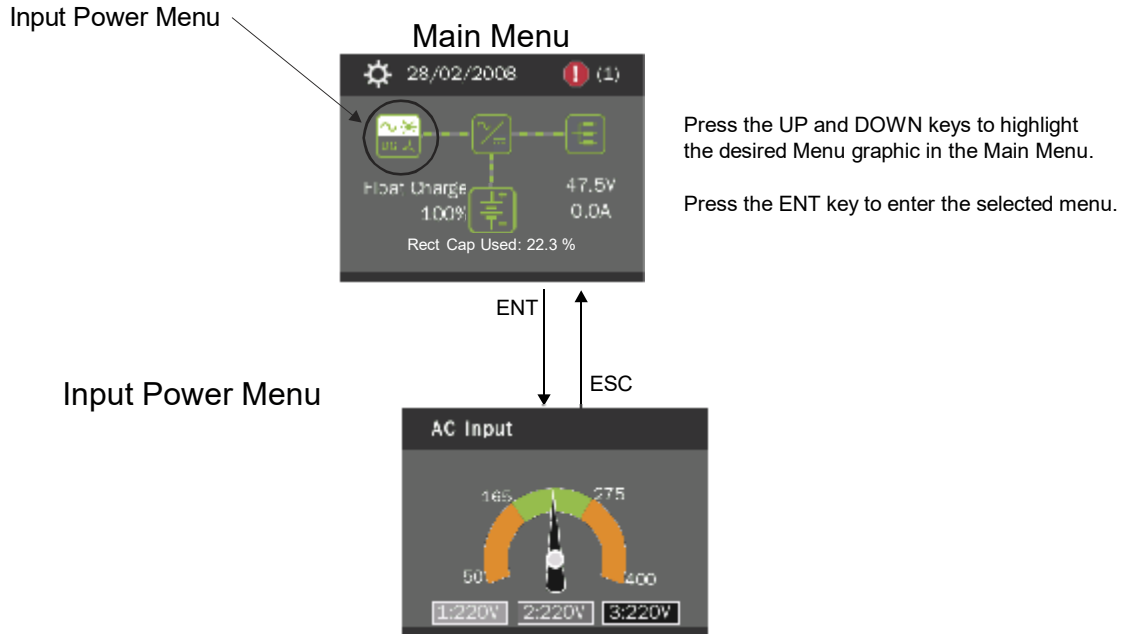 Input Power Menu
Main Menu
28/02/2008 (1)
Press the UP and DOWN keys to highlight
the desired Menu graphic in the Main Menu.
Float Charge 47.5V
100% 0.0A
Press the ENT key to enter the selected menu.
Rect Cap Used: 22.3 %
ENT
ESC
Input Power Menu
AC Input
165 275
50 400
1:220V 2:220V 3:220V